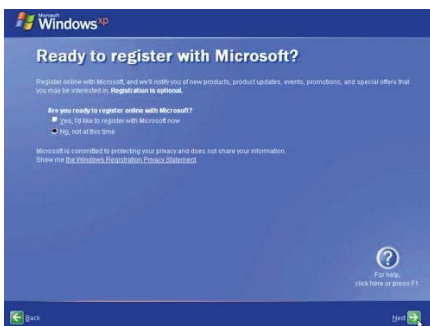 Microsoft
Windows xp
Ready to register with Microsoft?
Register online with Microsoft, and we'll notify you of new products, product updates, events, promotions, and special offers that
you may be interested in. Registration is optional.
Are you ready to register online with Microsoft?
Yes, I'd like to register with Microsoft now
No, not at this time
Microsoft is committed to protecting your privacy and does not share your information.
Show me the Windows Registration Privacy Statement.
For help,
click here or press F1
Back
Next